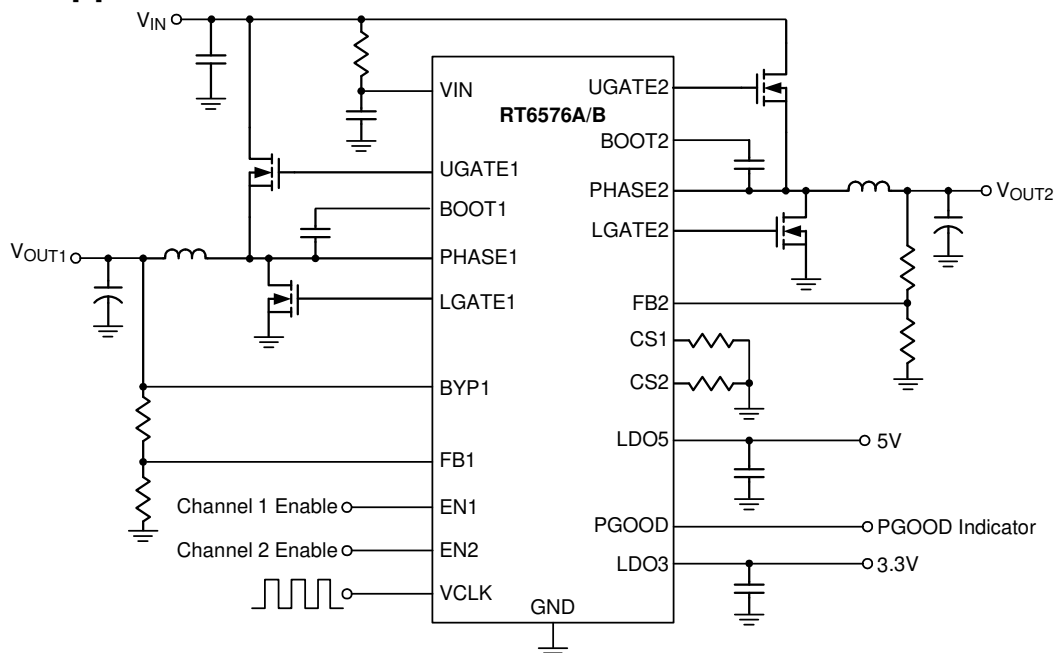 VIN
VIN
RT6576A/B
UGATE2
BOOT2
UGATE1
PHASE2
VOUT2
BOOT1
LGATE2
VOUT1
PHASE1
LGATE1
FB2
CS1
CS2
BYP1
LDO5
5V
FB1
Channel 1 Enable
EN1
PGOOD
PGOOD Indicator
Channel 2 Enable
EN2
LDO3
3.3V
VCLK
GND